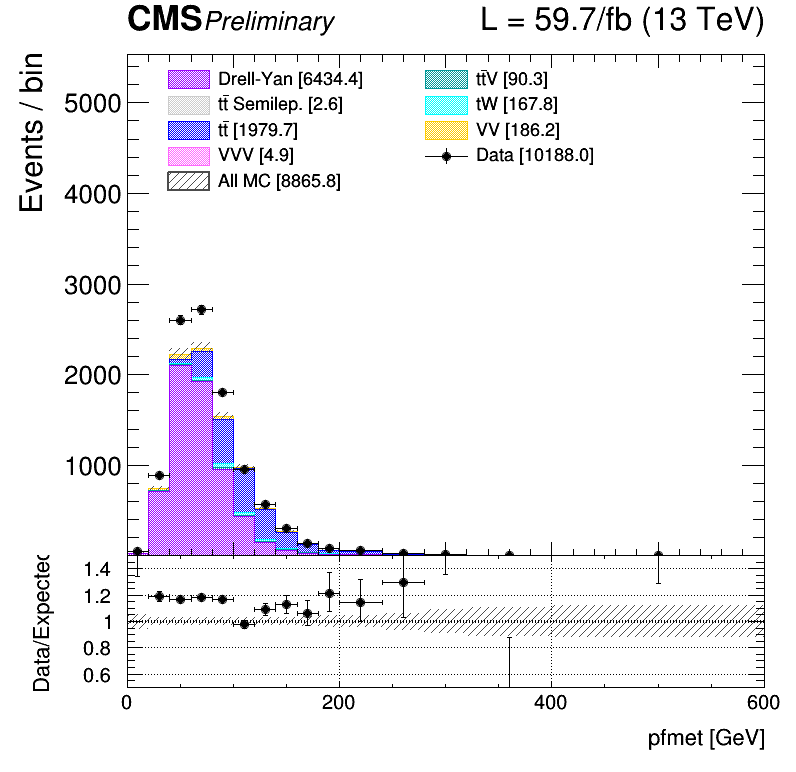 CMS Preliminary L = 59.7/fb (13 TeV)
Events / bin
Drell-Yan [6434.4]
tt̄ Semilep. [2.6]
tt̄ [1979.7]
VVV [4.9]
All MC [8865.8]
tt̄V [90.3]
tW [167.8]
VV [186.2]
Data [10188.0]
5000
4000
3000
2000
1000
Data/Expected
1.4
1.2
1
0.8
0.6
0 200 400 600
pfmet [GeV]